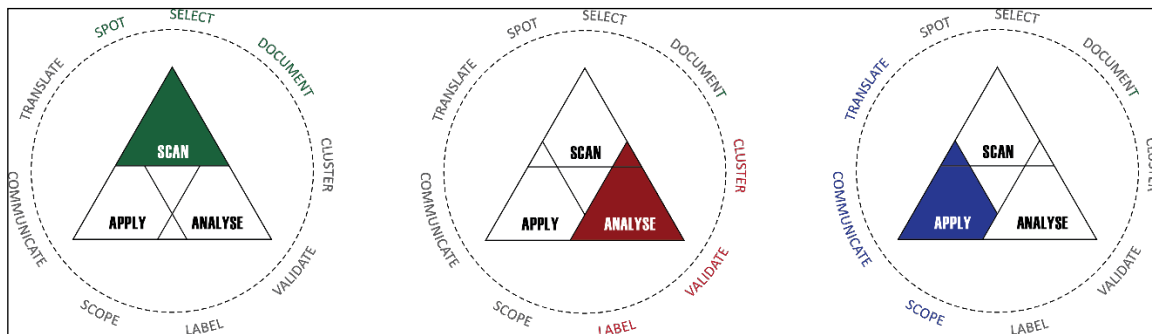 SPOT
SELECT
DOCUMENT
CLUSTER
VALIDATE
LABEL
SCOPE
COMMUNICATE
TRANSLATE
SCAN
APPLY
ANALYSE
SPOT
SELECT
DOCUMENT
CLUSTER
VALIDATE
LABEL
SCOPE
COMMUNICATE
TRANSLATE
SCAN
APPLY
ANALYSE
SPOT
SELECT
DOCUMENT
CLUSTER
VALIDATE
LABEL
SCOPE
COMMUNICATE
TRANSLATE
SCAN
APPLY
ANALYSE